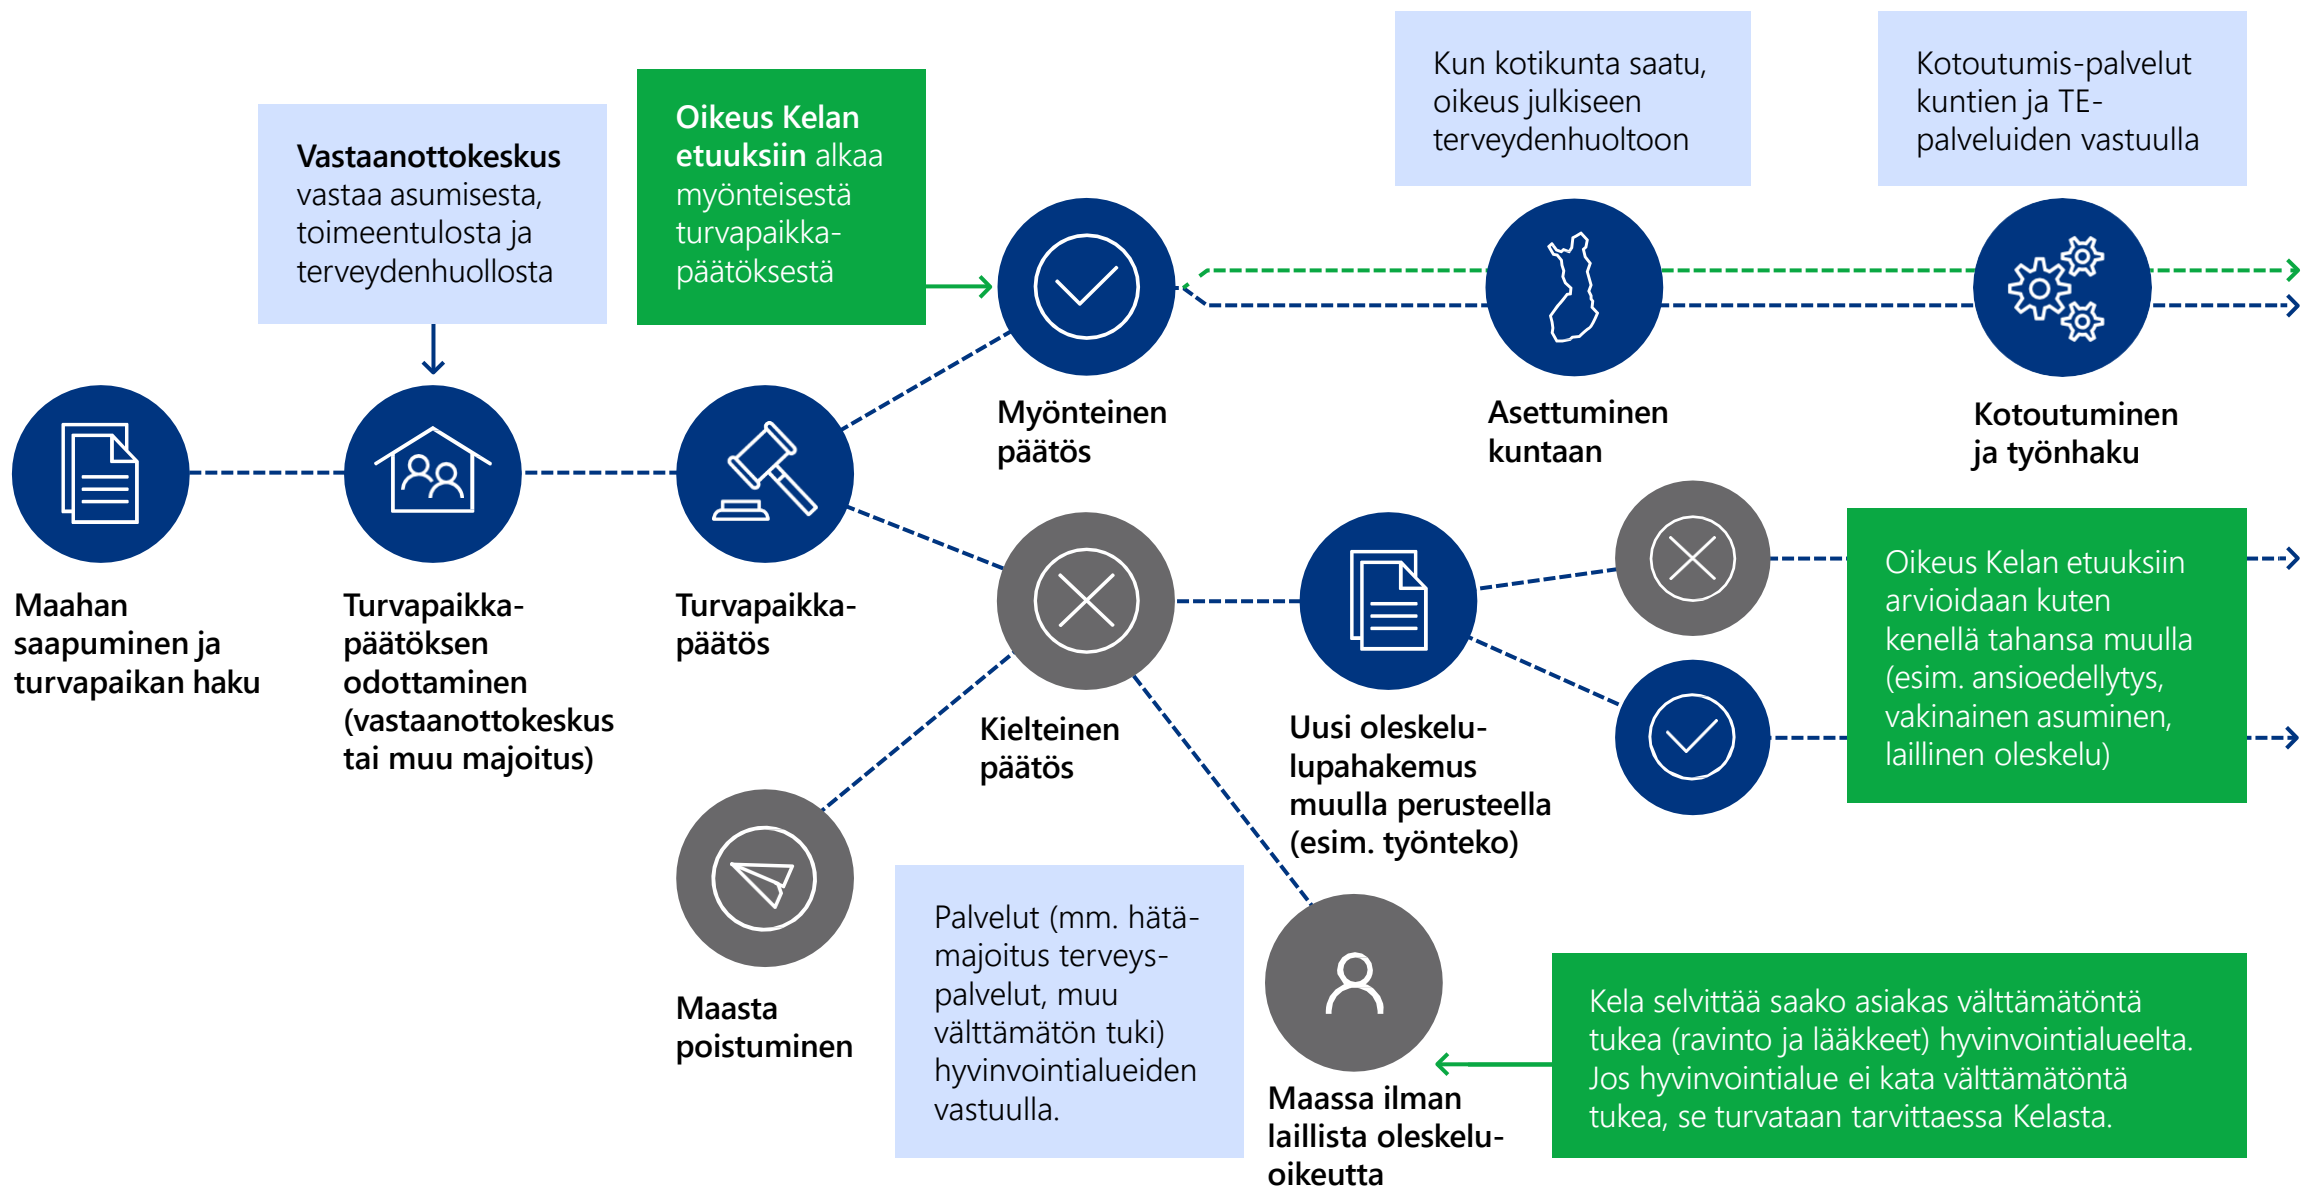 Kun kotikunta saatu,
oikeus julkiseen
terveydenhuoltoon
Kotoutumis-palvelut
kuntien ja TE-
palveluiden vastuulla
Oikeus Kelan
etuuksiin alkaa
myönteisestä
turvapaikka-
päätöksestä
Vastaanottokeskus
vastaa asumisesta,
toimeentulosta ja
terveydenhuollosta
Myönteinen
päätös
Asettuminen
kuntaan
Kotoutuminen
ja työnhaku
Maahan
saapuminen ja
turvapaikan haku
Turvapaikka-
päätöksen
odottaminen
(vastaanottokeskus
tai muu majoitus)
Turvapaikka-
päätös
Kielteinen
päätös
Uusi oleskelu-
lupahakemus
muulla perusteella
(esim. työnteko)
Oikeus Kelan etuuksiin
arvioidaan kuten
kenellä tahansa muulla
(esim. ansioedellytys,
vakinainen asuminen,
laillinen oleskelu)
Maasta
poistuminen
Palvelut (mm. hätä-
majoitus terveys-
palvelut, muu
välttämätön tuki)
hyvinvointialueiden
vastuulla.
Maassa ilman
laillista oleskelu-
oikeutta
Kela selvittää saako asiakas välttämätöntä
tukea (ravinto ja lääkkeet) hyvinvointialueelta.
Jos hyvinvointialue ei kata välttämätöntä
tukea, se turvataan tarvittaessa Kelasta.